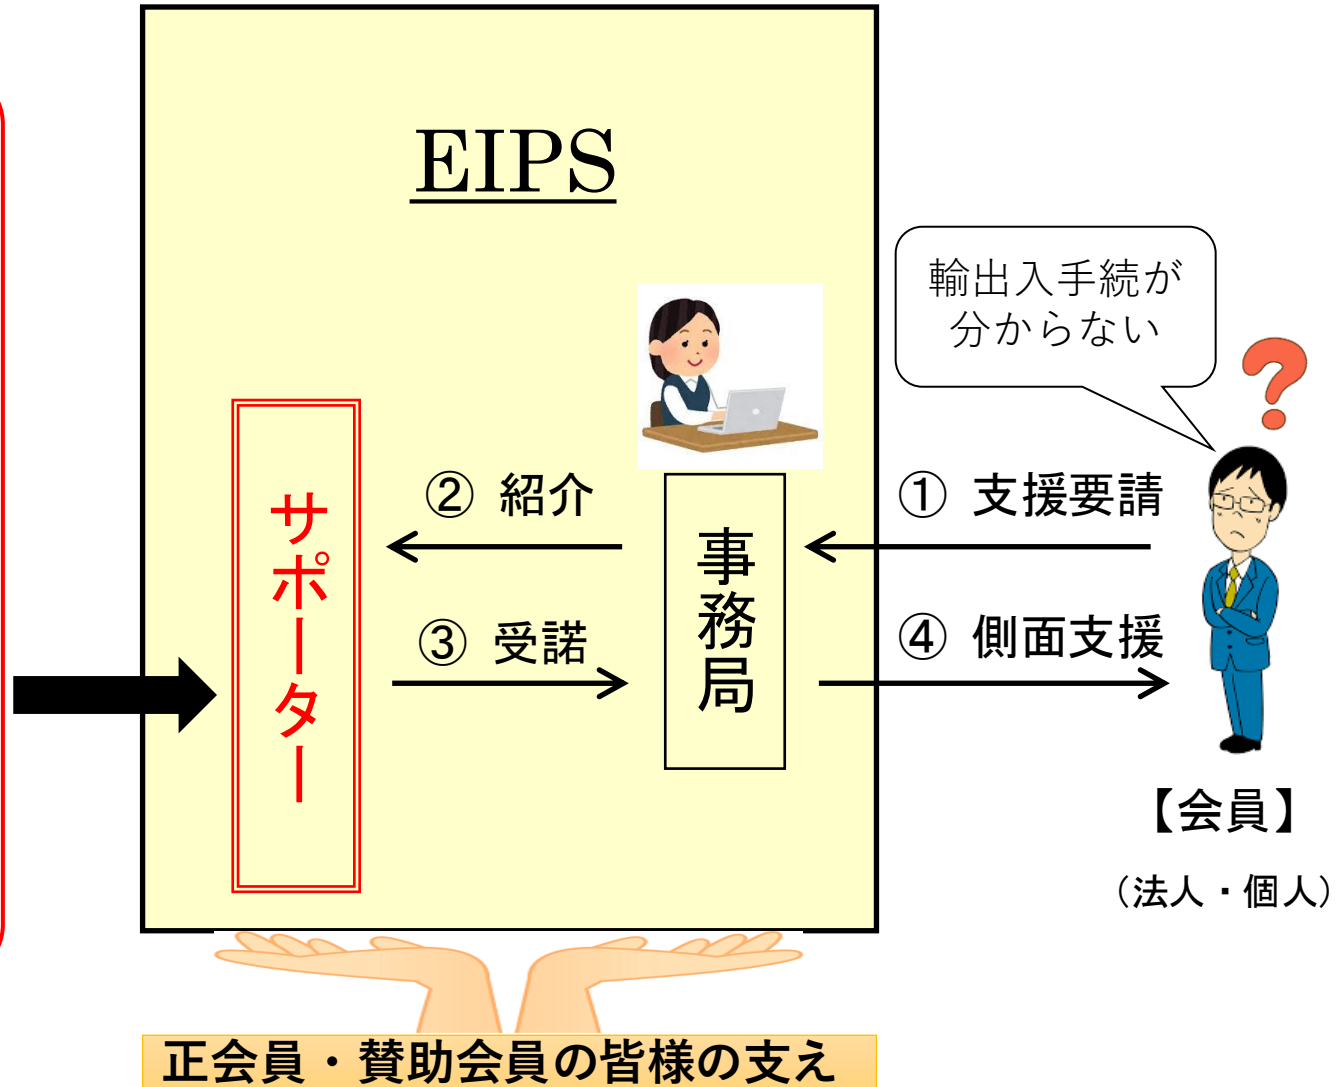 EIPS
輸出入手続が
分からない
② 紹介
① 支援要請
サポーター
事務局
③ 受諾
④ 側面支援
【会員】
（法人・個人）
正会員・賛助会員の皆様の支え